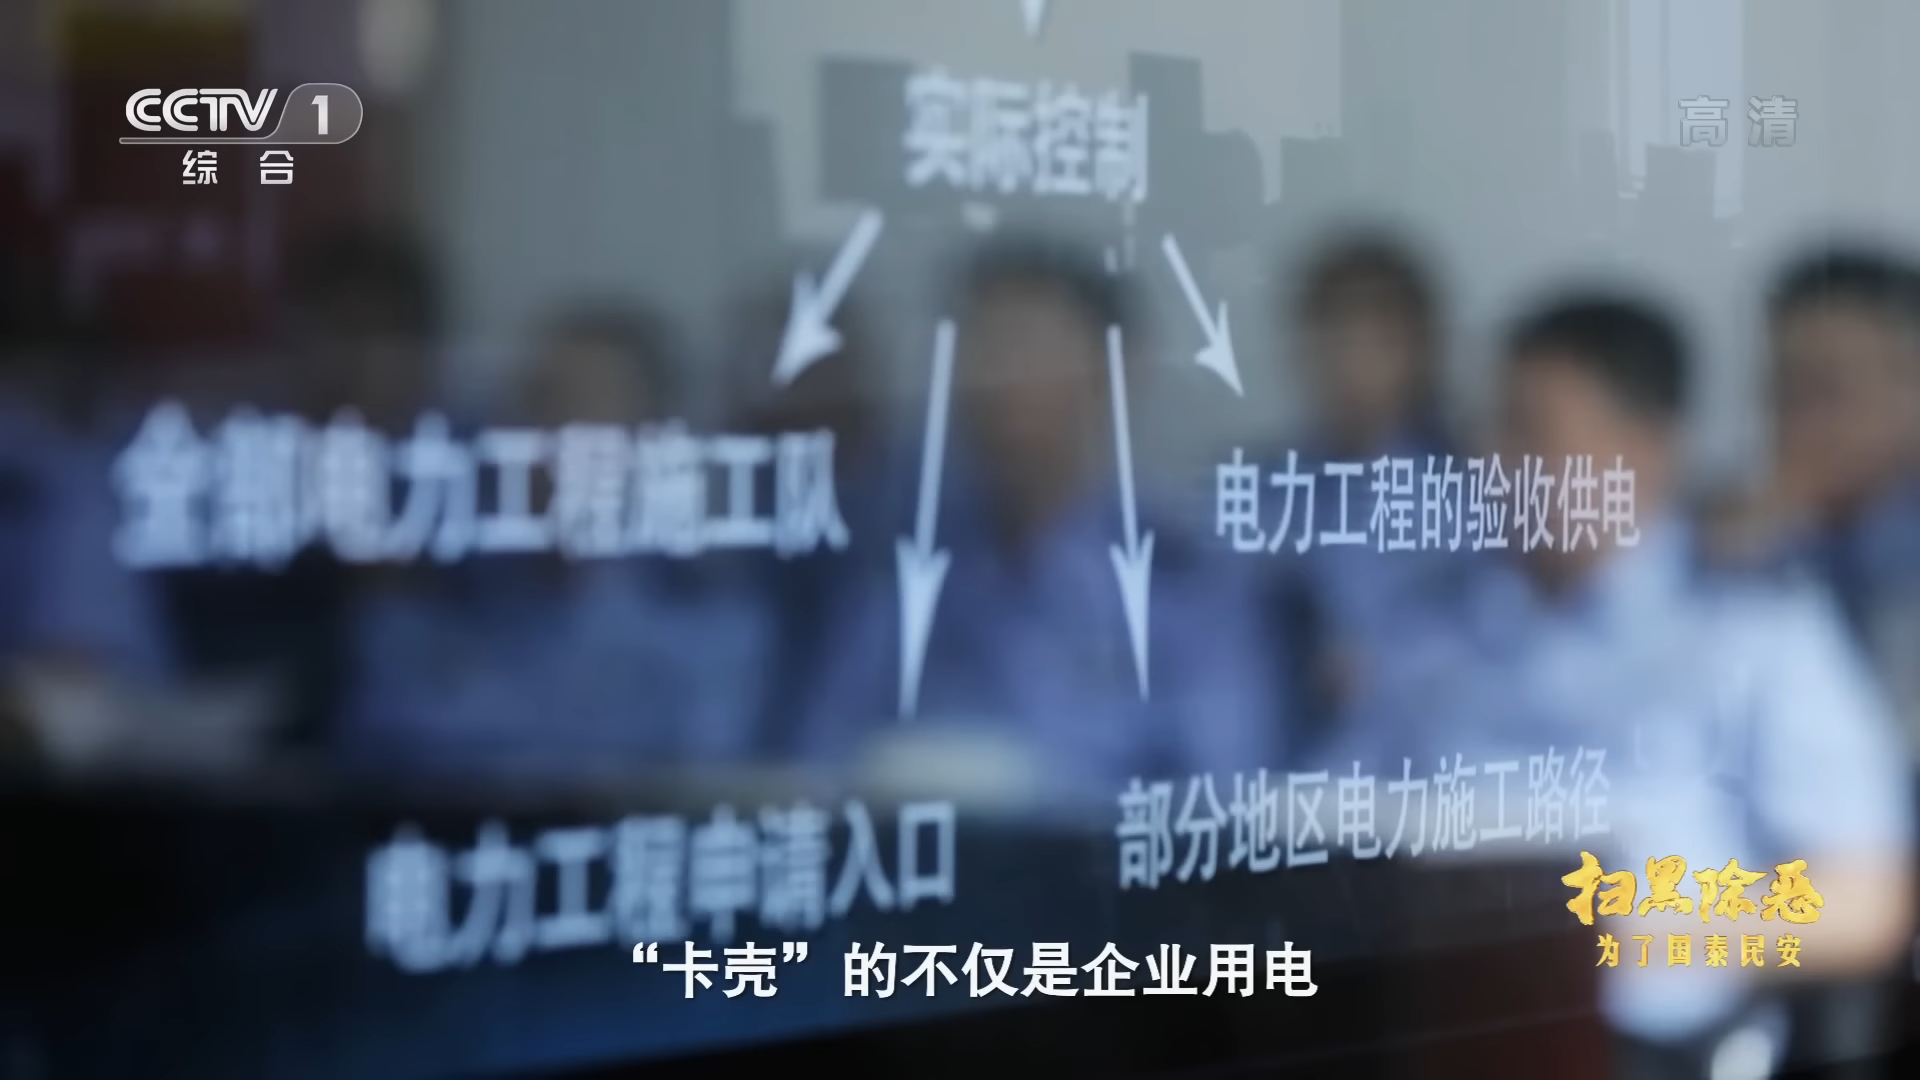 CCTV 1
综合
高清
实际控制
全部电力工程施工队
电力工程的验收供电
电力工程申请入口
部分地区电力施工路径
扫黑除恶
为了国泰民安
“卡壳”的不仅是企业用电